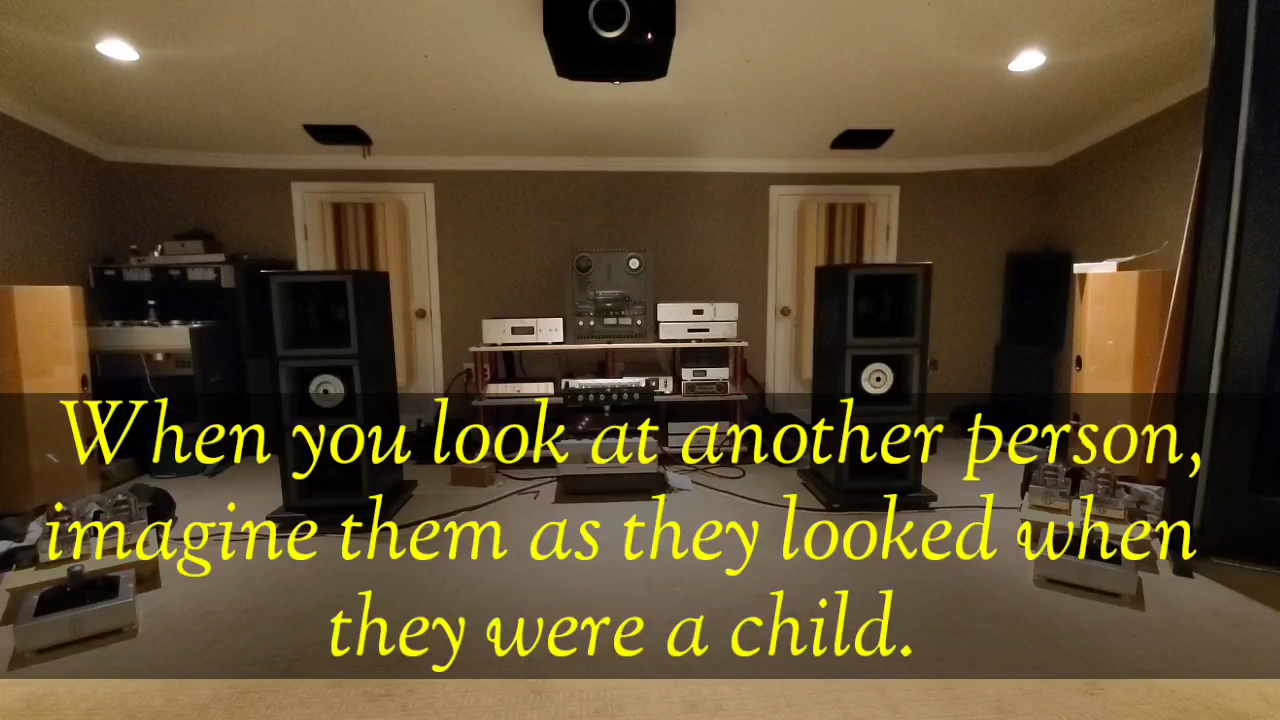 When you look at another person,
imagine them as they looked when
they were a child.